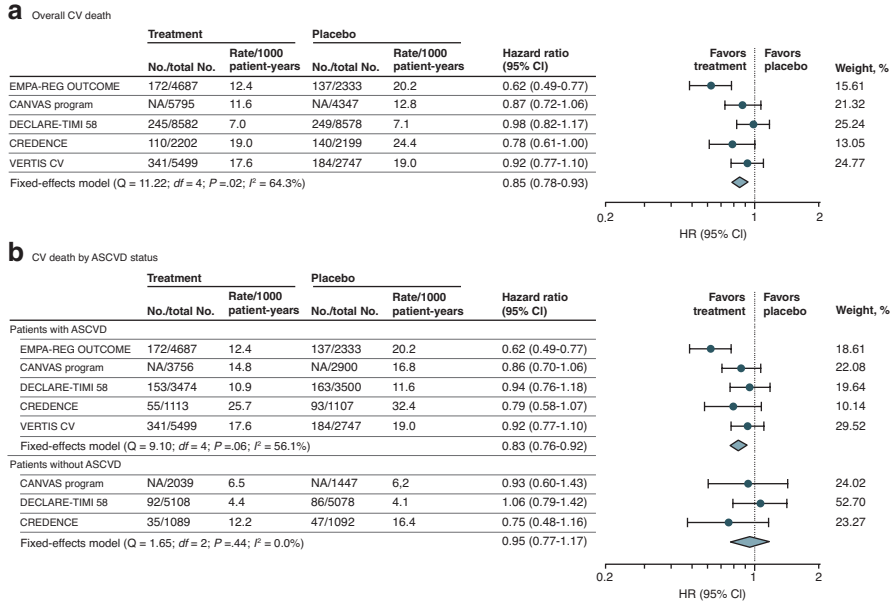 a Overall CV death
Treatment Placebo
No./total No. Rate/1000 patient-years No./total No. Rate/1000 patient-years Hazard ratio (95% CI) Favors treatment Favors placebo Weight, %
EMPA-REG OUTCOME 172/4687 12.4 137/2333 20.2 0.62 (0.49-0.77) 15.61
CANVAS program NA/5795 11.6 NA/4347 12.8 0.87 (0.72-1.06) 21.32
DECLARE-TIMI 58 245/8582 7.0 249/8578 7.1 0.98 (0.82-1.17) 25.24
CREDENCE 110/2202 19.0 140/2199 24.4 0.78 (0.61-1.00) 13.05
VERTIS CV 341/5499 17.6 184/2747 19.0 0.92 (0.77-1.10) 24.77
Fixed-effects model (Q = 11.22; df = 4; P =.02; I² = 64.3%) 0.85 (0.78-0.93)
0.2 1 2
HR (95% CI)
b CV death by ASCVD status
Treatment Placebo
No./total No. Rate/1000 patient-years No./total No. Rate/1000 patient-years Hazard ratio (95% CI) Favors treatment Favors placebo Weight, %
Patients with ASCVD
EMPA-REG OUTCOME 172/4687 12.4 137/2333 20.2 0.62 (0.49-0.77) 18.61
CANVAS program NA/3756 14.8 NA/2900 16.8 0.86 (0.70-1.06) 22.08
DECLARE-TIMI 58 153/3474 10.9 163/3500 11.6 0.94 (0.76-1.18) 19.64
CREDENCE 55/1113 25.7 93/1107 32.4 0.79 (0.58-1.07) 10.14
VERTIS CV 341/5499 17.6 184/2747 19.0 0.92 (0.77-1.10) 29.52
Fixed-effects model (Q = 9.10; df = 4; P =.06; I² = 56.1%) 0.83 (0.76-0.92)
Patients without ASCVD
CANVAS program NA/2039 6.5 NA/1447 6,2 0.93 (0.60-1.43) 24.02
DECLARE-TIMI 58 92/5108 4.4 86/5078 4.1 1.06 (0.79-1.42) 52.70
CREDENCE 35/1089 12.2 47/1092 16.4 0.75 (0.48-1.16) 23.27
Fixed-effects model (Q = 1.65; df = 2; P =.44; I² = 0.0%) 0.95 (0.77-1.17)
0.2 1 2
HR (95% CI)